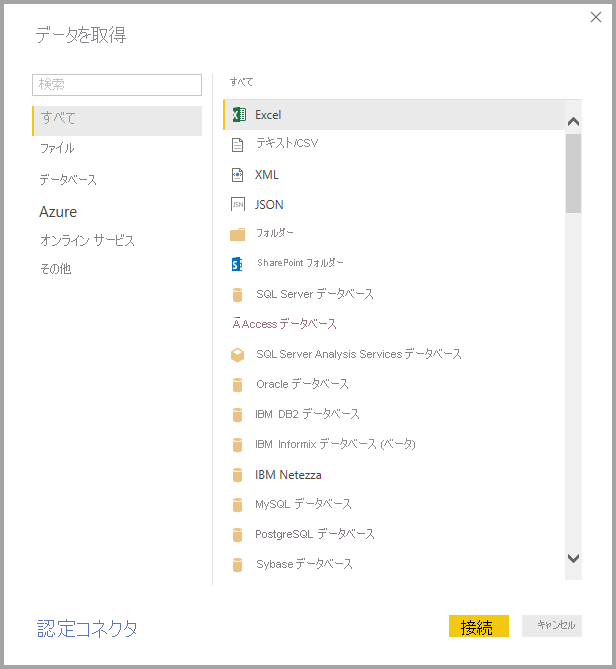 データを取得
検索
すべて
ファイル
データベース
Azure
オンライン サービス
その他
すべて
Excel
テキスト/CSV
XML
JSON
フォルダー
SharePoint フォルダー
SQL Server データベース
Access データベース
SQL Server Analysis Services データベース
Oracle データベース
IBM DB2 データベース
IBM Informix データベース (ベータ)
IBM Netezza
MySQL データベース
PostgreSQL データベース
Sybase データベース
認定コネクタ
接続
キャンセル